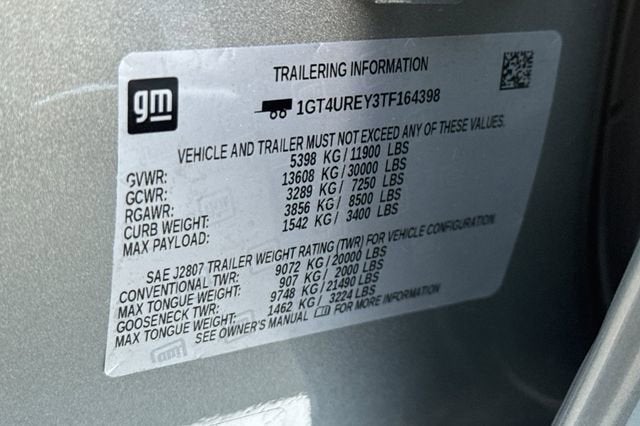 gm
TRAILERING INFORMATION
1GT4UREY3TF164398
VEHICLE AND TRAILER MUST NOT EXCEED ANY OF THESE VALUES.
GVWR: 5398 KG / 11900 LBS
GCWR: 13608 KG / 30000 LBS
RGAWR: 3289 KG / 7250 LBS
CURB WEIGHT: 3856 KG / 8500 LBS
MAX PAYLOAD: 1542 KG / 3400 LBS
SAE J2807 TRAILER WEIGHT RATING (TWR) FOR VEHICLE CONFIGURATION
CONVENTIONAL TWR: 9072 KG / 20000 LBS
MAX TONGUE WEIGHT: 907 KG / 2000 LBS
GOOSENECK TWR: 9748 KG / 21490 LBS
MAX TONGUE WEIGHT: 1462 KG / 3224 LBS
SEE OWNER'S MANUAL FOR MORE INFORMATION
gm